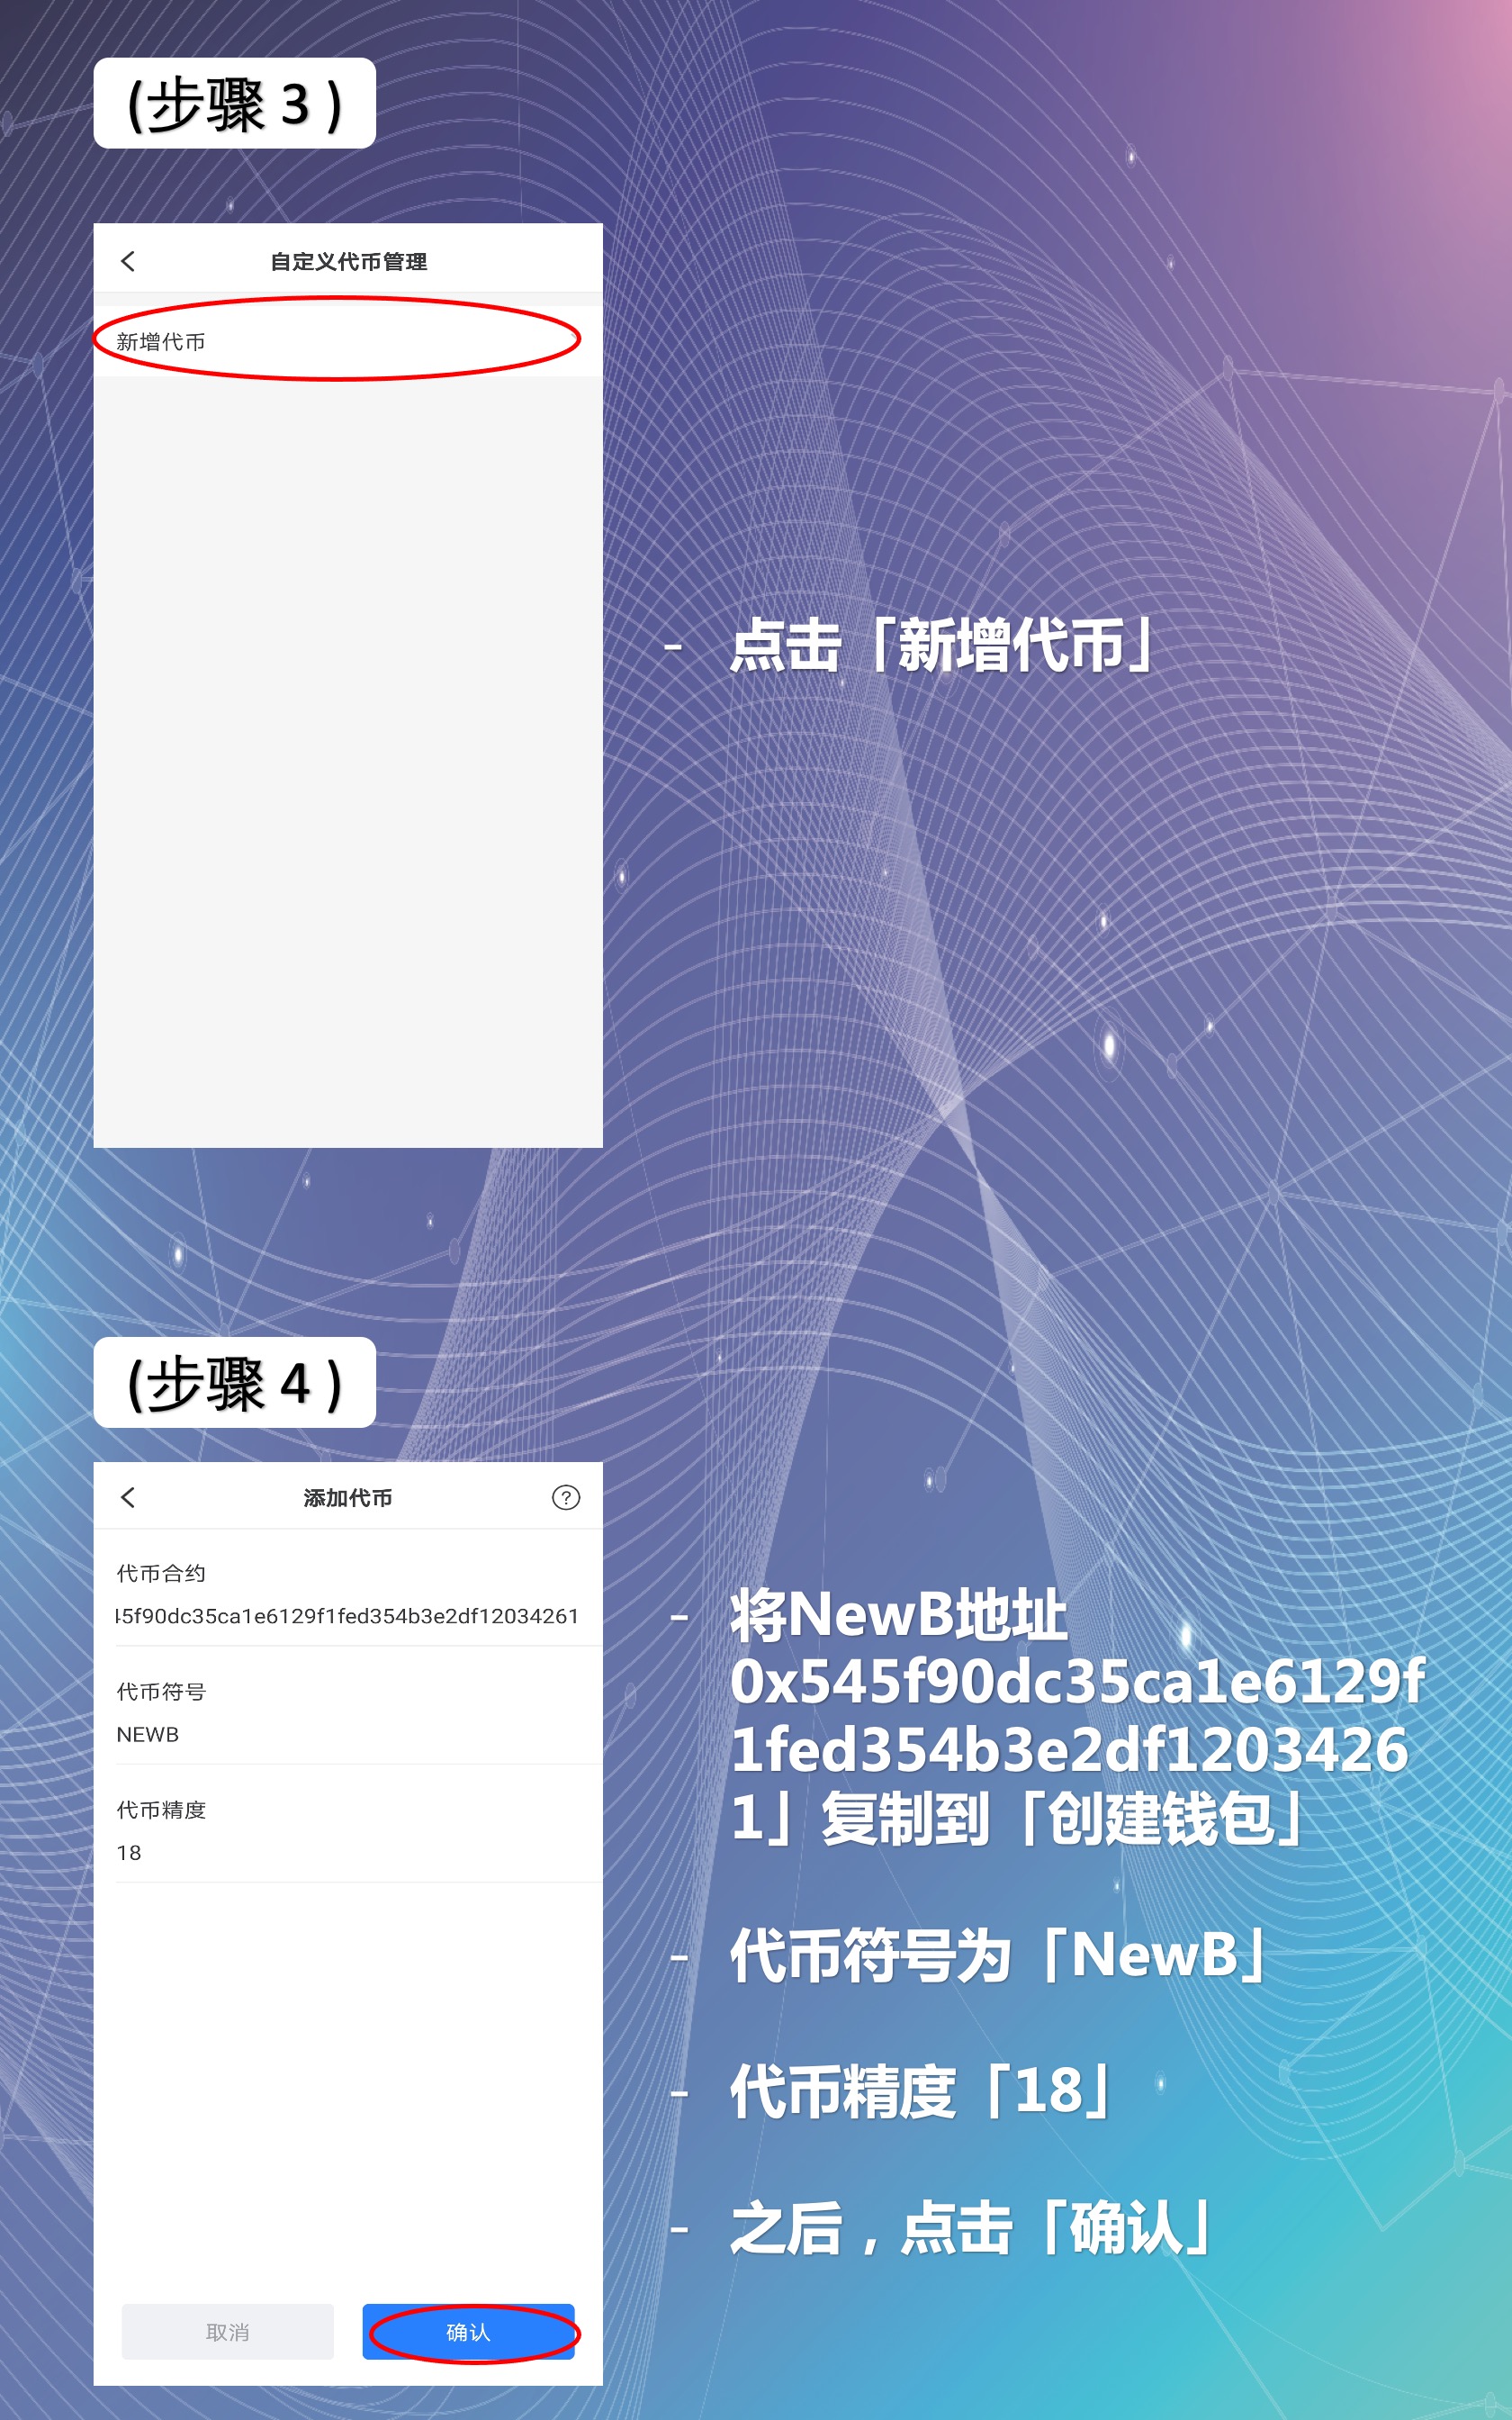 (步骤 3 )
自定义代币管理
新增代币
- 点击「新增代币」
(步骤 4 )
添加代币
?
代币合约
45f90dc35ca1e6129f1fed354b3e2df12034261
代币符号
NEWB
代币精度
18
取消
确认
- 将NewB地址
0x545f90dc35ca1e6129f
1fed354b3e2df1203426
1」复制到「创建钱包」
- 代币符号为「NewB」
- 代币精度「18」
- 之后，点击「确认」